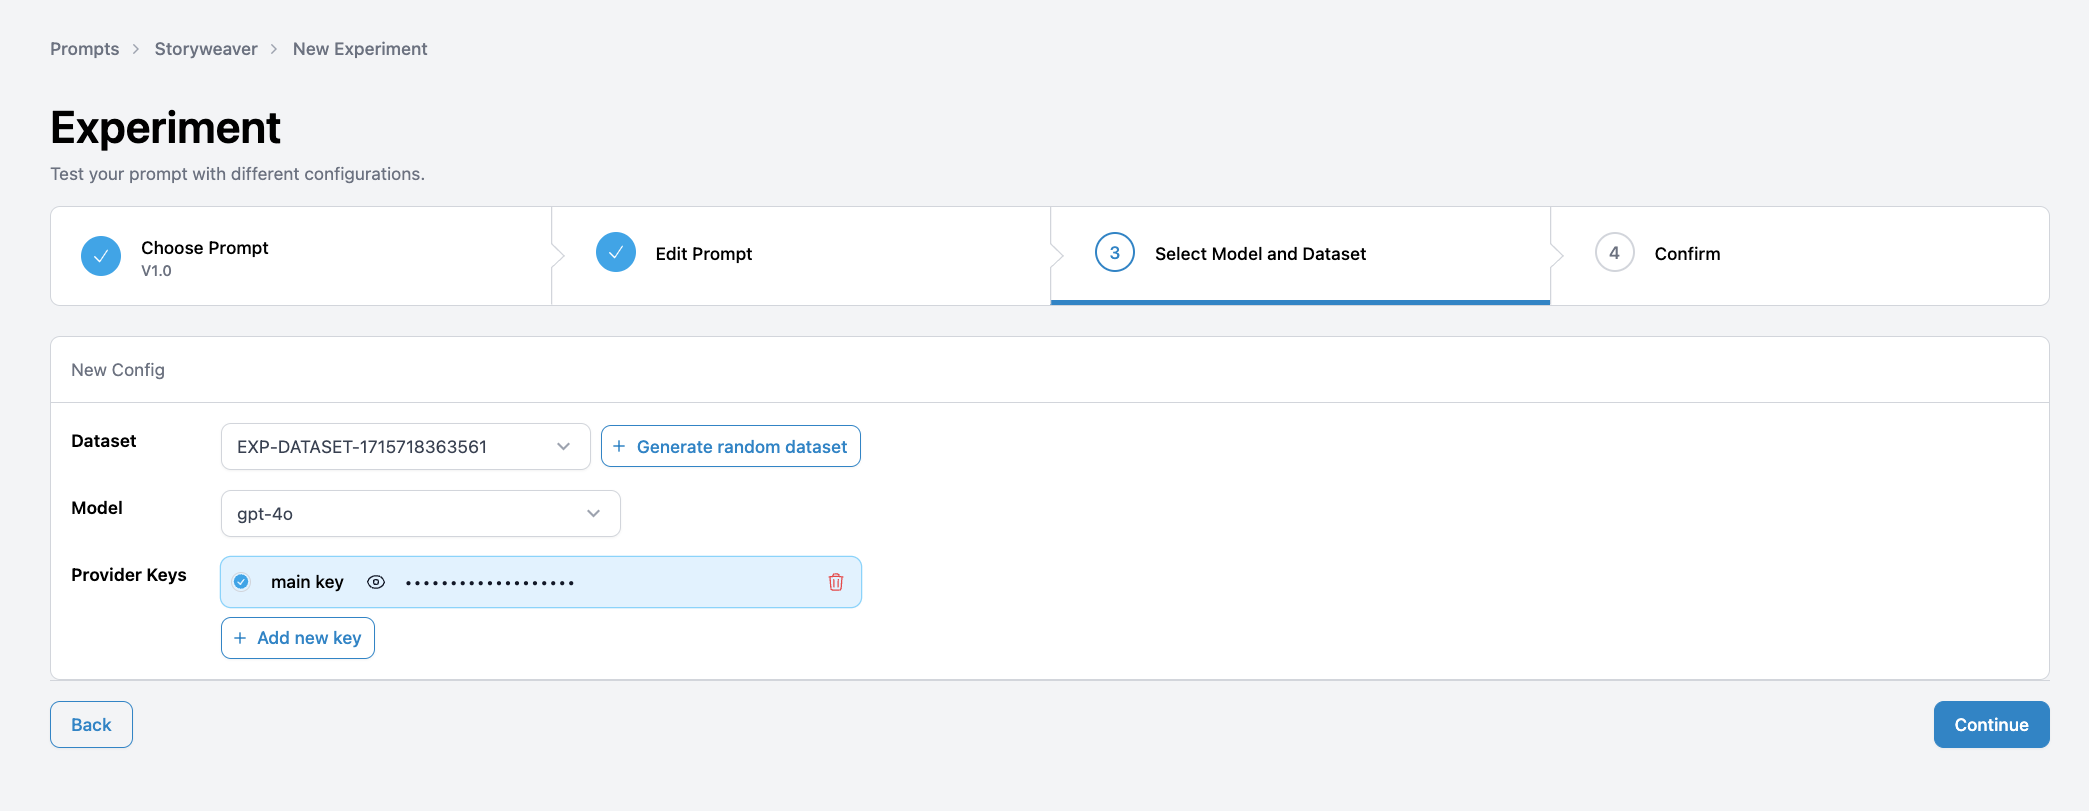 Prompts > Storyweaver > New Experiment
Experiment
Test your prompt with different configurations.
Choose Prompt
V1.0
Edit Prompt
3 Select Model and Dataset
4 Confirm
New Config
Dataset EXP-DATASET-1715718363561 + Generate random dataset
Model gpt-4o
Provider Keys main key •••••••••••••••••••
+ Add new key
Back Continue